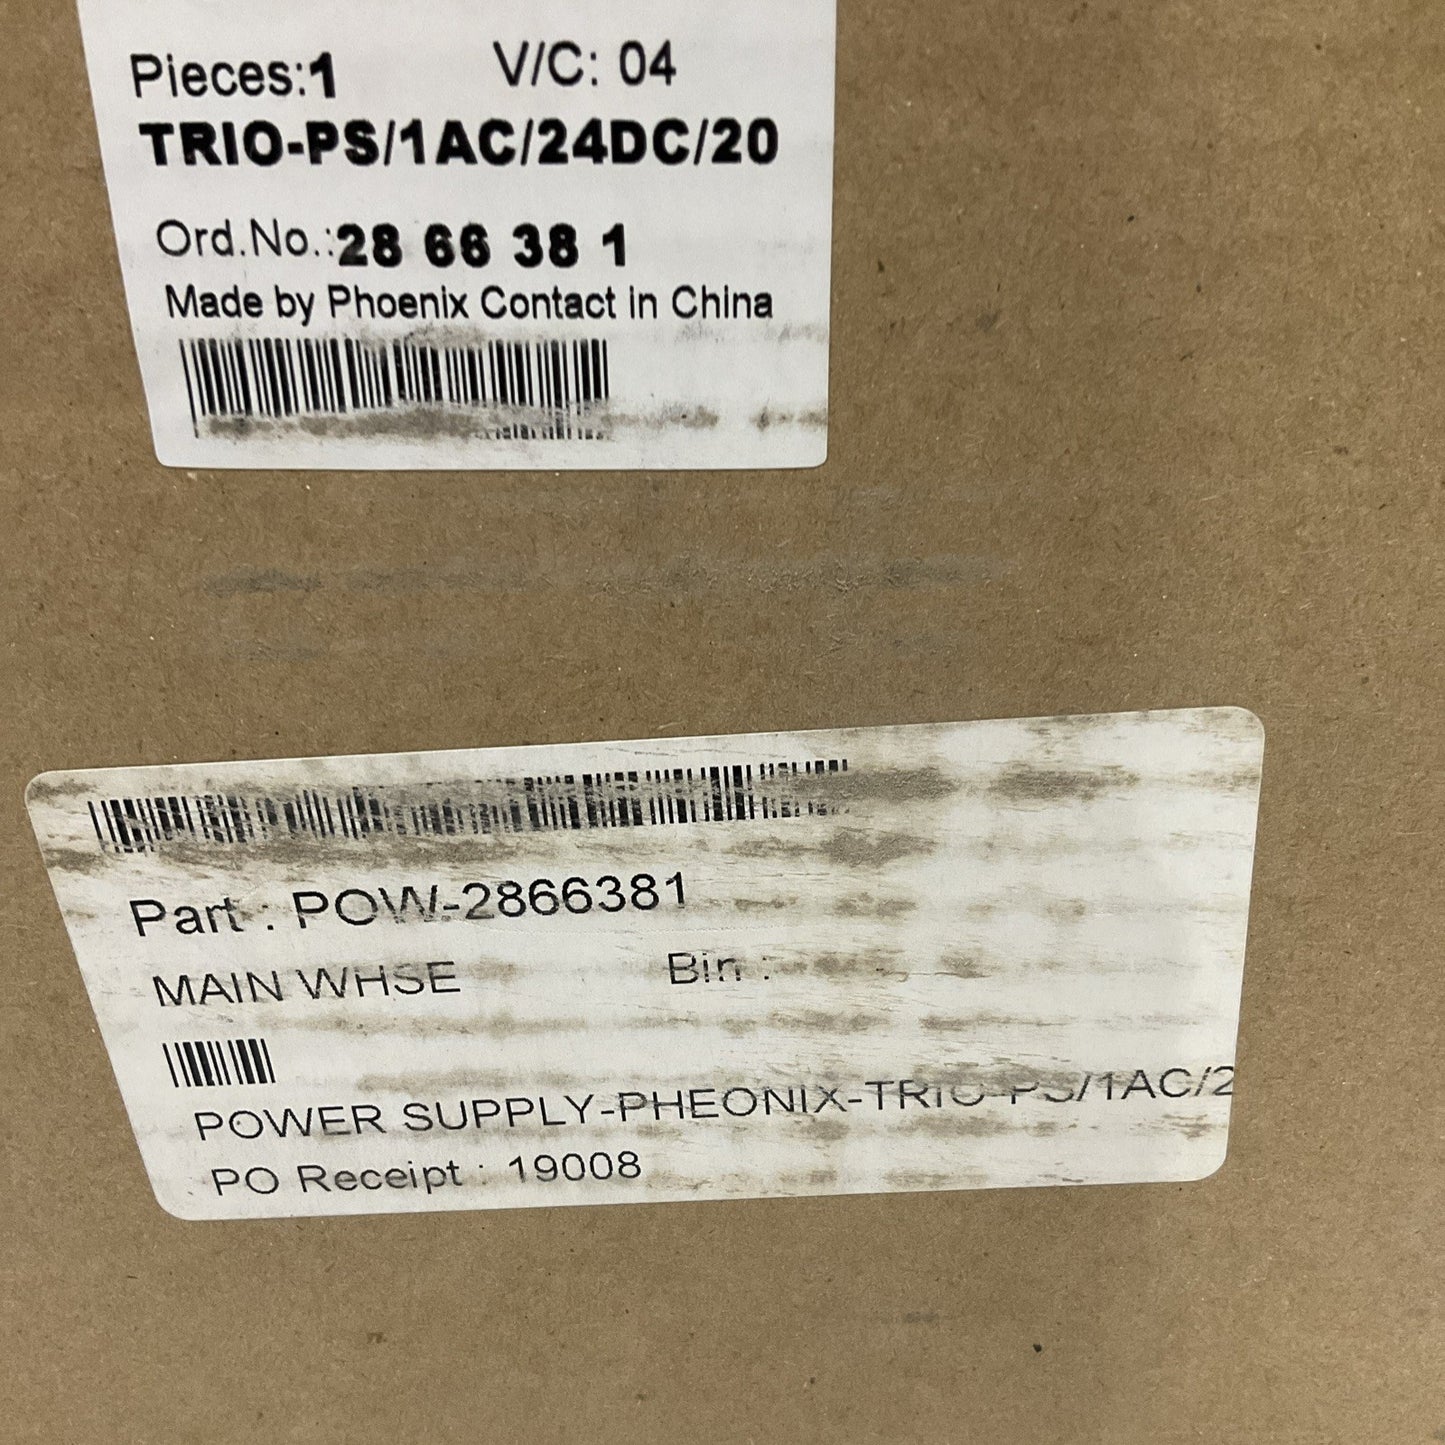 Pieces:1 V/C: 04
TRIO-PS/1AC/24DC/20
Ord.No.:28 66 38 1
Made by Phoenix Contact in China
Part : POW-2866381
MAIN WHSE Bin :
POWER SUPPLY-PHEONIX-TRIO-PS/1AC/2
PO Receipt : 19008